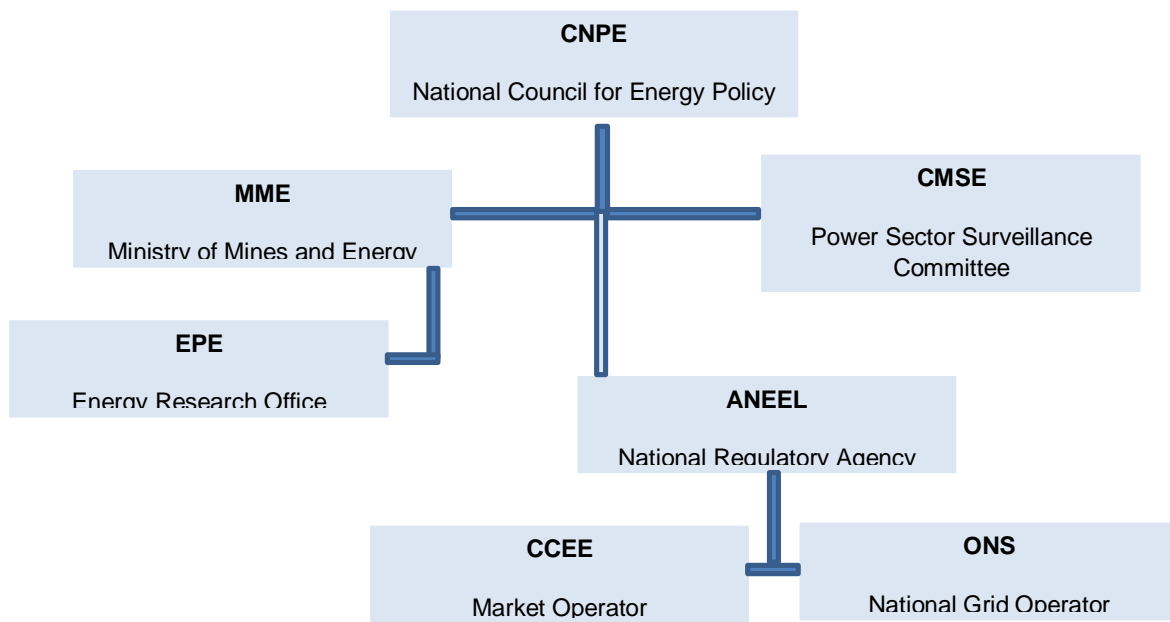 CNPE
National Council for Energy Policy
MME
Ministry of Mines and Energy
CMSE
Power Sector Surveillance
Committee
EPE
Energy Research Office
ANEEL
National Regulatory Agency
CCEE
Market Operator
ONS
National Grid Operator